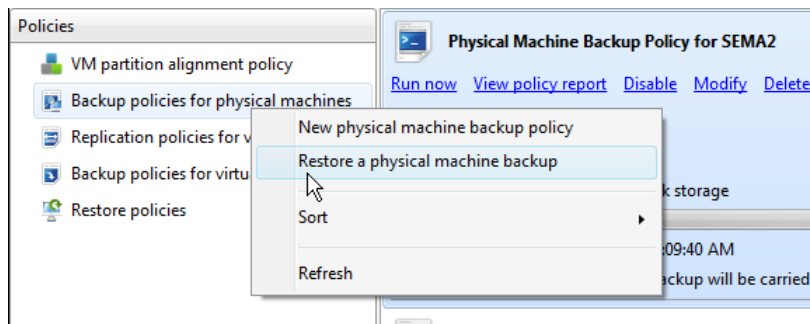 Policies
VM partition alignment policy
Backup policies for physical machines
Replication policies for v
Backup policies for virtu
Restore policies
Physical Machine Backup Policy for SEMA2
Run now View policy report Disable Modify Delete
New physical machine backup policy
Restore a physical machine backup
Sort
Refresh
k storage
:09:40 AM
ackup will be carried